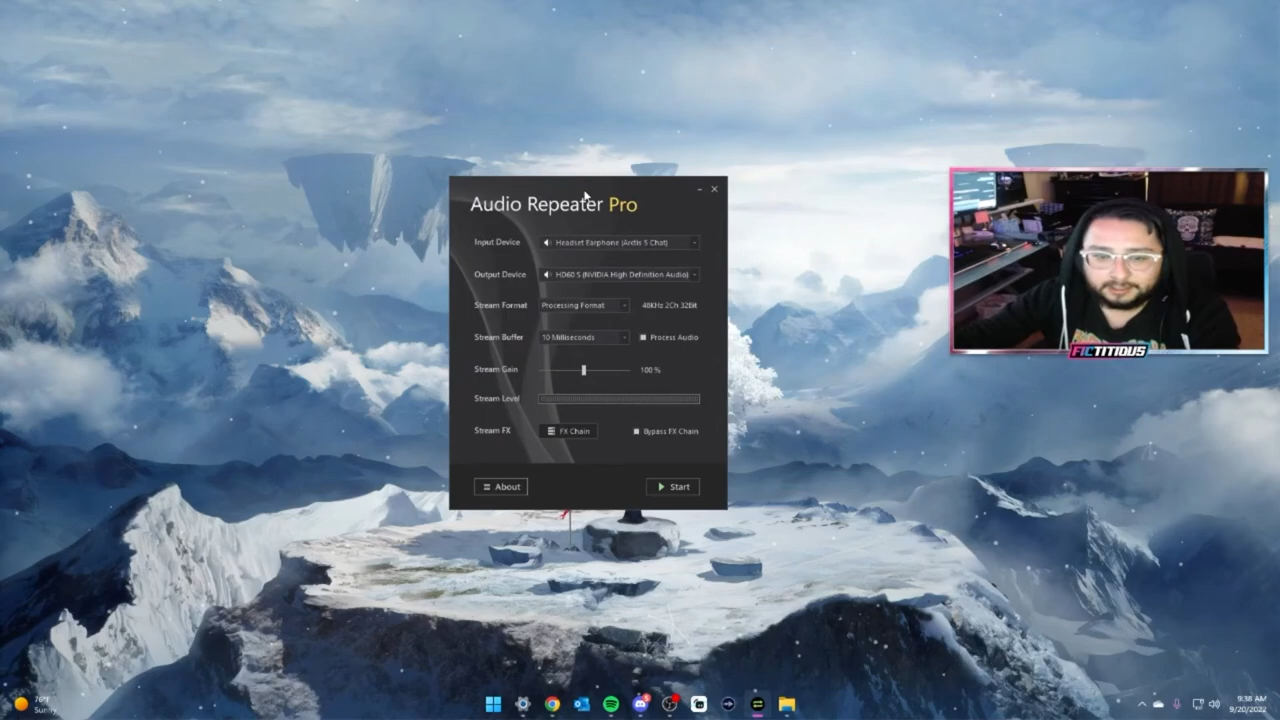 Audio Repeater Pro
Input Device
Headset Earphone (Arctis 5 Chat)
Output Device
HD60 S (NVIDIA High Definition Audio)
Stream Format
Processing Format
48KHz 2Ch 32Bit
Stream Buffer
10 Milliseconds
Process Audio
Stream Gain
100 %
Stream Level
Stream FX
FX Chain
Bypass FX Chain
About
Start
FICTITIOUS
76°F
Sunny
9:38 AM
9/20/2022